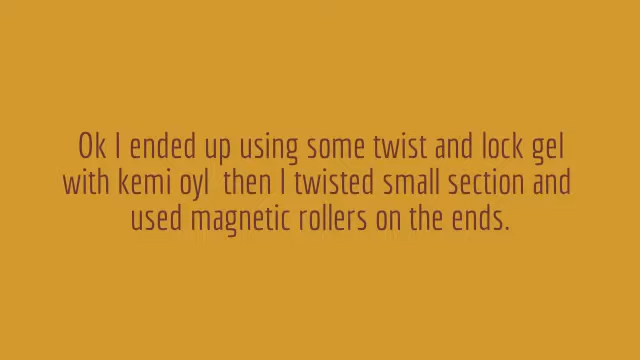 Ok I ended up using some twist and lock gel
with kemi oyl then I twisted small section and
used magnetic rollers on the ends.